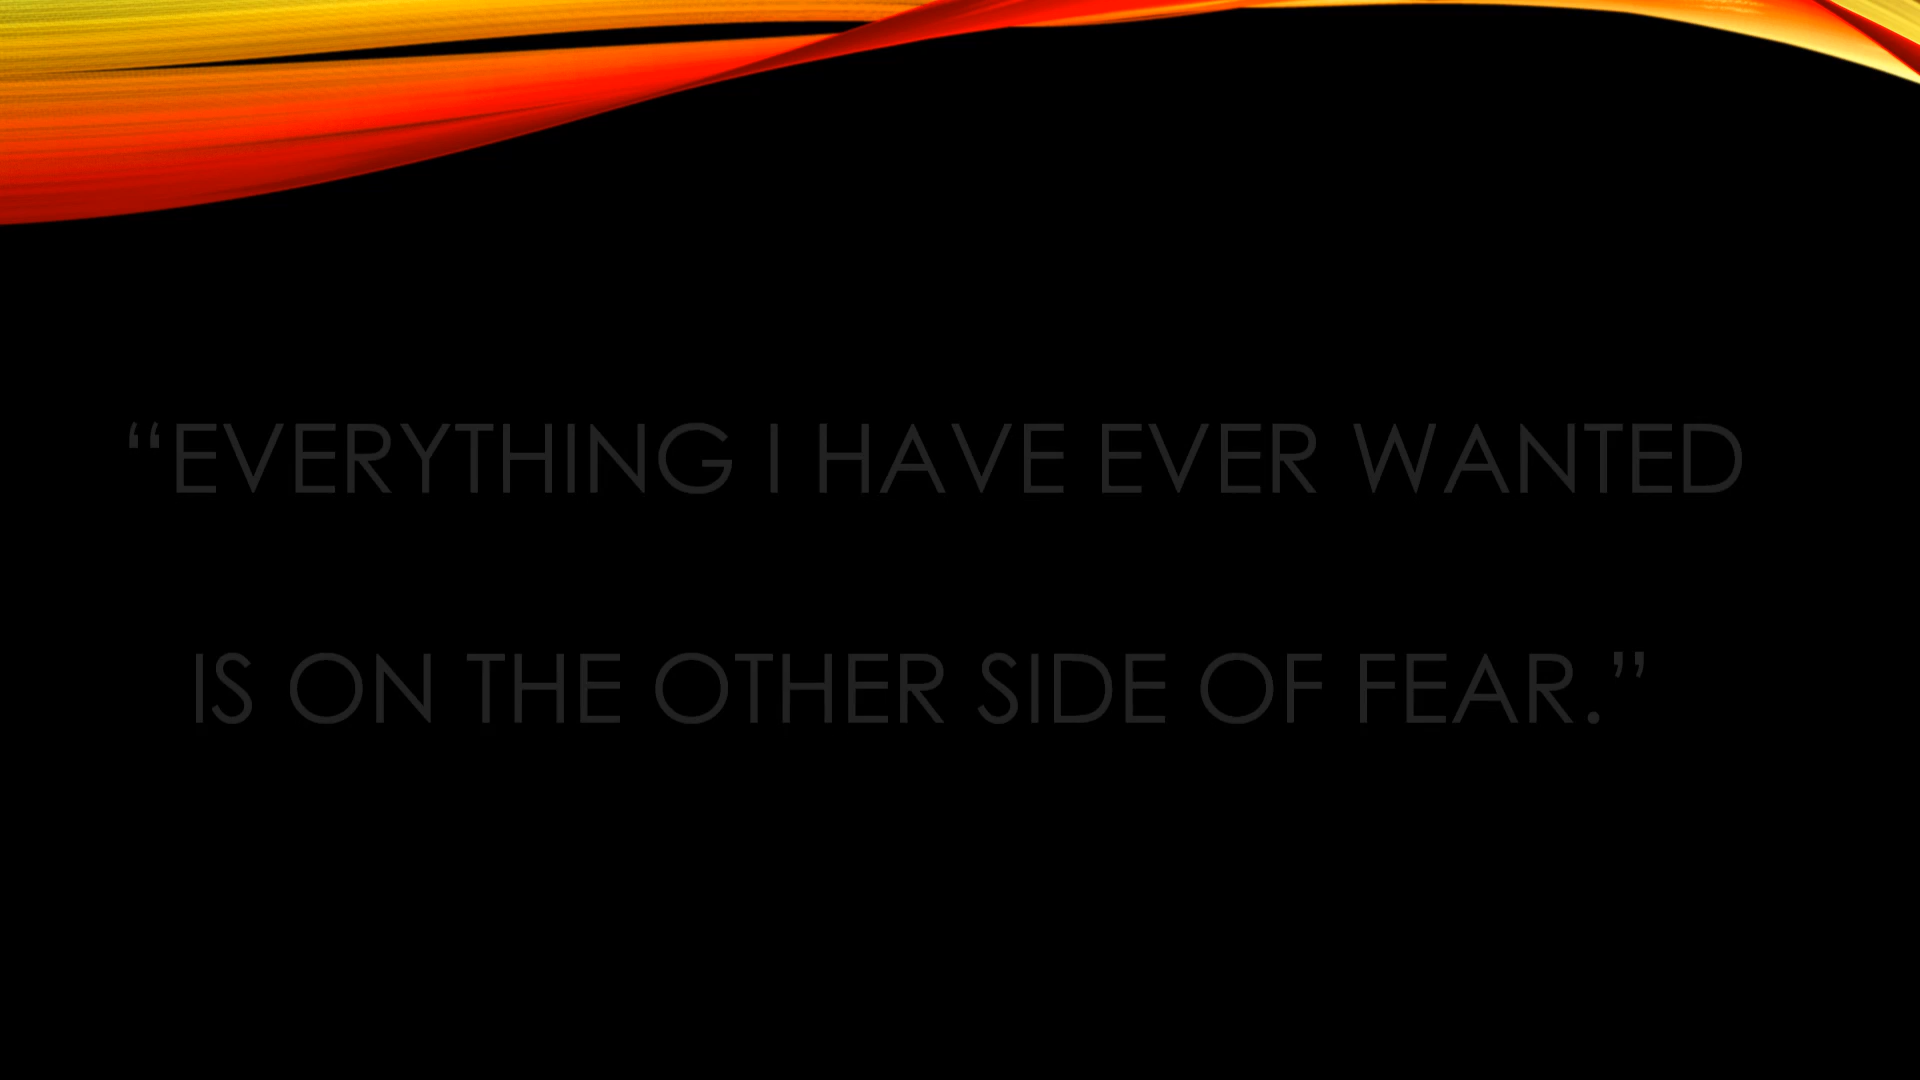 “EVERYTHING I HAVE EVER WANTED
IS ON THE OTHER SIDE OF FEAR.”